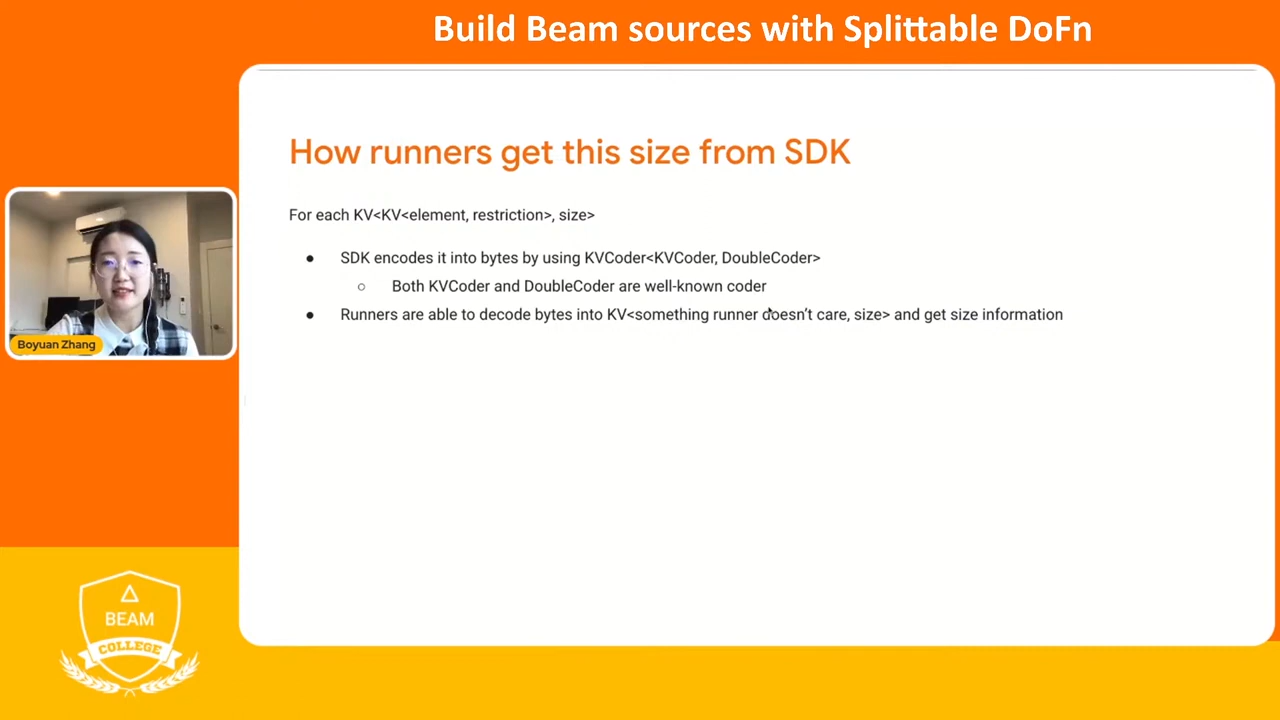 Build Beam sources with Splittable DoFn
How runners get this size from SDK
For each KV<KV<element, restriction>, size>
● SDK encodes it into bytes by using KVCoder<KVCoder, DoubleCoder>
○ Both KVCoder and DoubleCoder are well-known coder
● Runners are able to decode bytes into KV<something runner doesn't care, size> and get size information
Boyuan Zhang
BEAM
COLLEGE